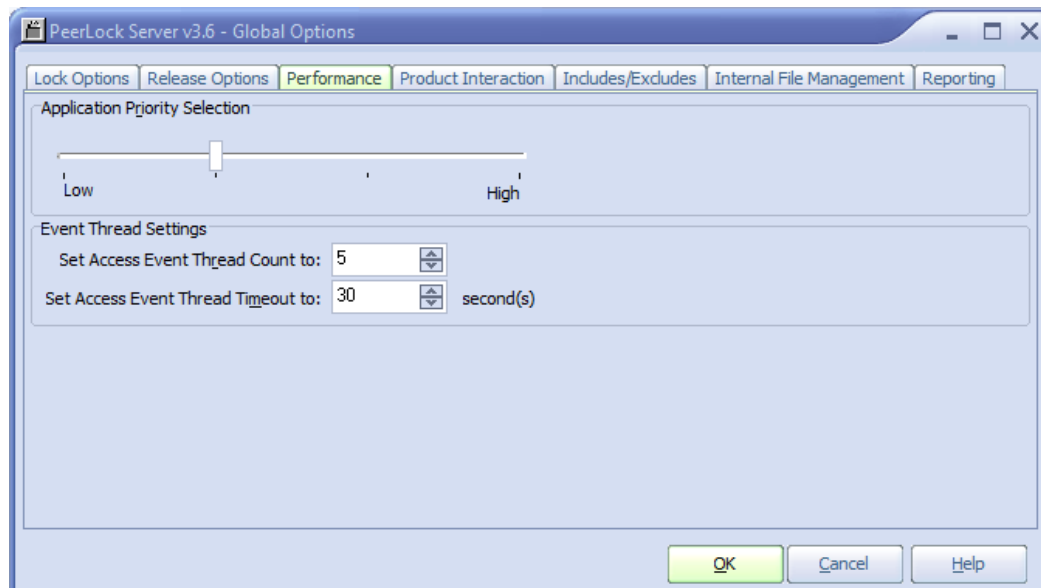 PeerLock Server v3.6 - Global Options
Lock Options Release Options Performance Product Interaction Includes/Excludes Internal File Management Reporting
Application Priority Selection
Low High
Event Thread Settings
Set Access Event Thread Count to: 5
Set Access Event Thread Timeout to: 30 second(s)
OK Cancel Help